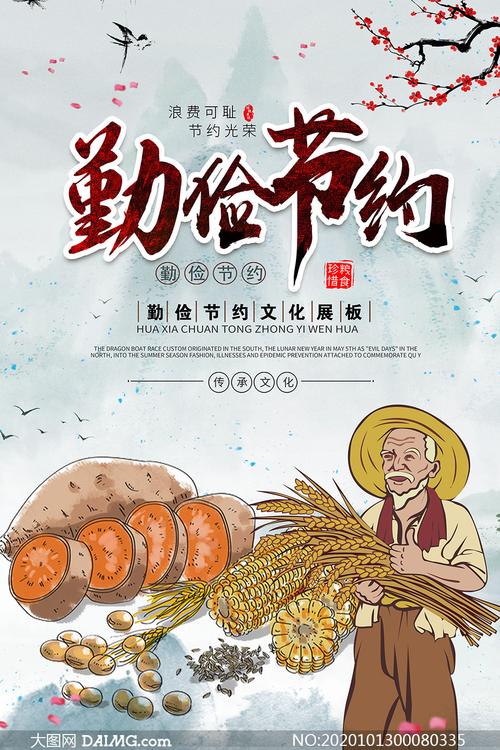 浪费可耻
节约光荣
勤俭节约
勤俭节约
珍惜粮食
勤俭节约文化展板
HUA XIA CHUAN TONG ZHONG YI WEN HUA
THE DRAGON BOAT RACE CUSTOM ORIGINATED IN THE SOUTH, THE LUNAR NEW YEAR IN MAY 5TH AS "EVIL DAYS" IN THE
NORTH, INTO THE SUMMER SEASON FASHION, ILLNESSES AND EPIDEMIC PREVENTION ATTACHED TO COMMEMORATE QU Y
传承文化
大图网 DAIMG.com
NO:20201013000080335